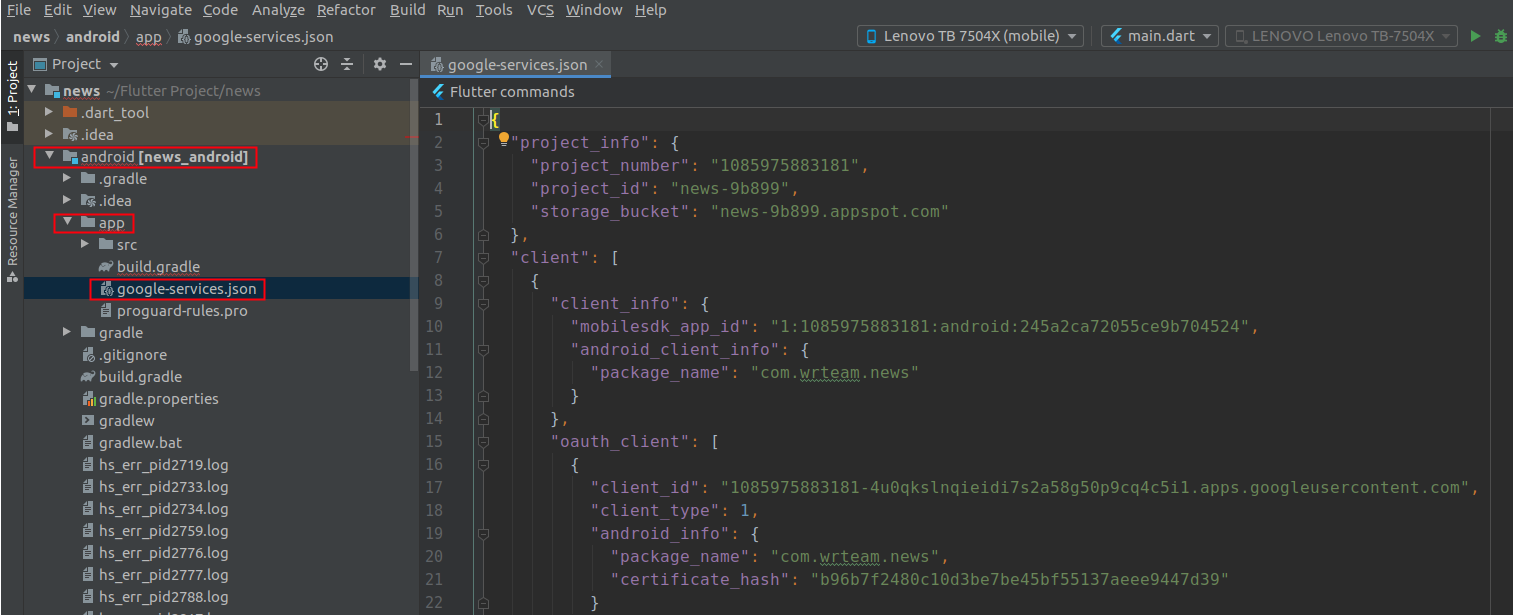 File Edit View Navigate Code Analyze Refactor Build Run Tools VCS Window Help
news android app google-services.json
Lenovo TB 7504X (mobile) main.dart LENOVO Lenovo TB-7504X
1: Project
Resource Manager
Project
news ~/Flutter Project/news
.dart_tool
.idea
android [news_android]
.gradle
.idea
app
src
build.gradle
google-services.json
proguard-rules.pro
gradle
.gitignore
build.gradle
gradle.properties
gradlew
gradlew.bat
hs_err_pid2719.log
hs_err_pid2733.log
hs_err_pid2734.log
hs_err_pid2759.log
hs_err_pid2776.log
hs_err_pid2777.log
hs_err_pid2788.log
google-services.json
Flutter commands
1 {
2 "project_info": {
3 "project_number": "1085975883181",
4 "project_id": "news-9b899",
5 "storage_bucket": "news-9b899.appspot.com"
6 },
7 "client": [
8 {
9 "client_info": {
10 "mobilesdk_app_id": "1:1085975883181:android:245a2ca72055ce9b704524",
11 "android_client_info": {
12 "package_name": "com.wrteam.news"
13 }
14 },
15 "oauth_client": [
16 {
17 "client_id": "1085975883181-4u0qkslnqieidi7s2a58g50p9cq4c5i1.apps.googleusercontent.com",
18 "client_type": 1,
19 "android_info": {
20 "package_name": "com.wrteam.news",
21 "certificate_hash": "b96b7f2480c10d3be7be45bf55137aeee9447d39"
22 }